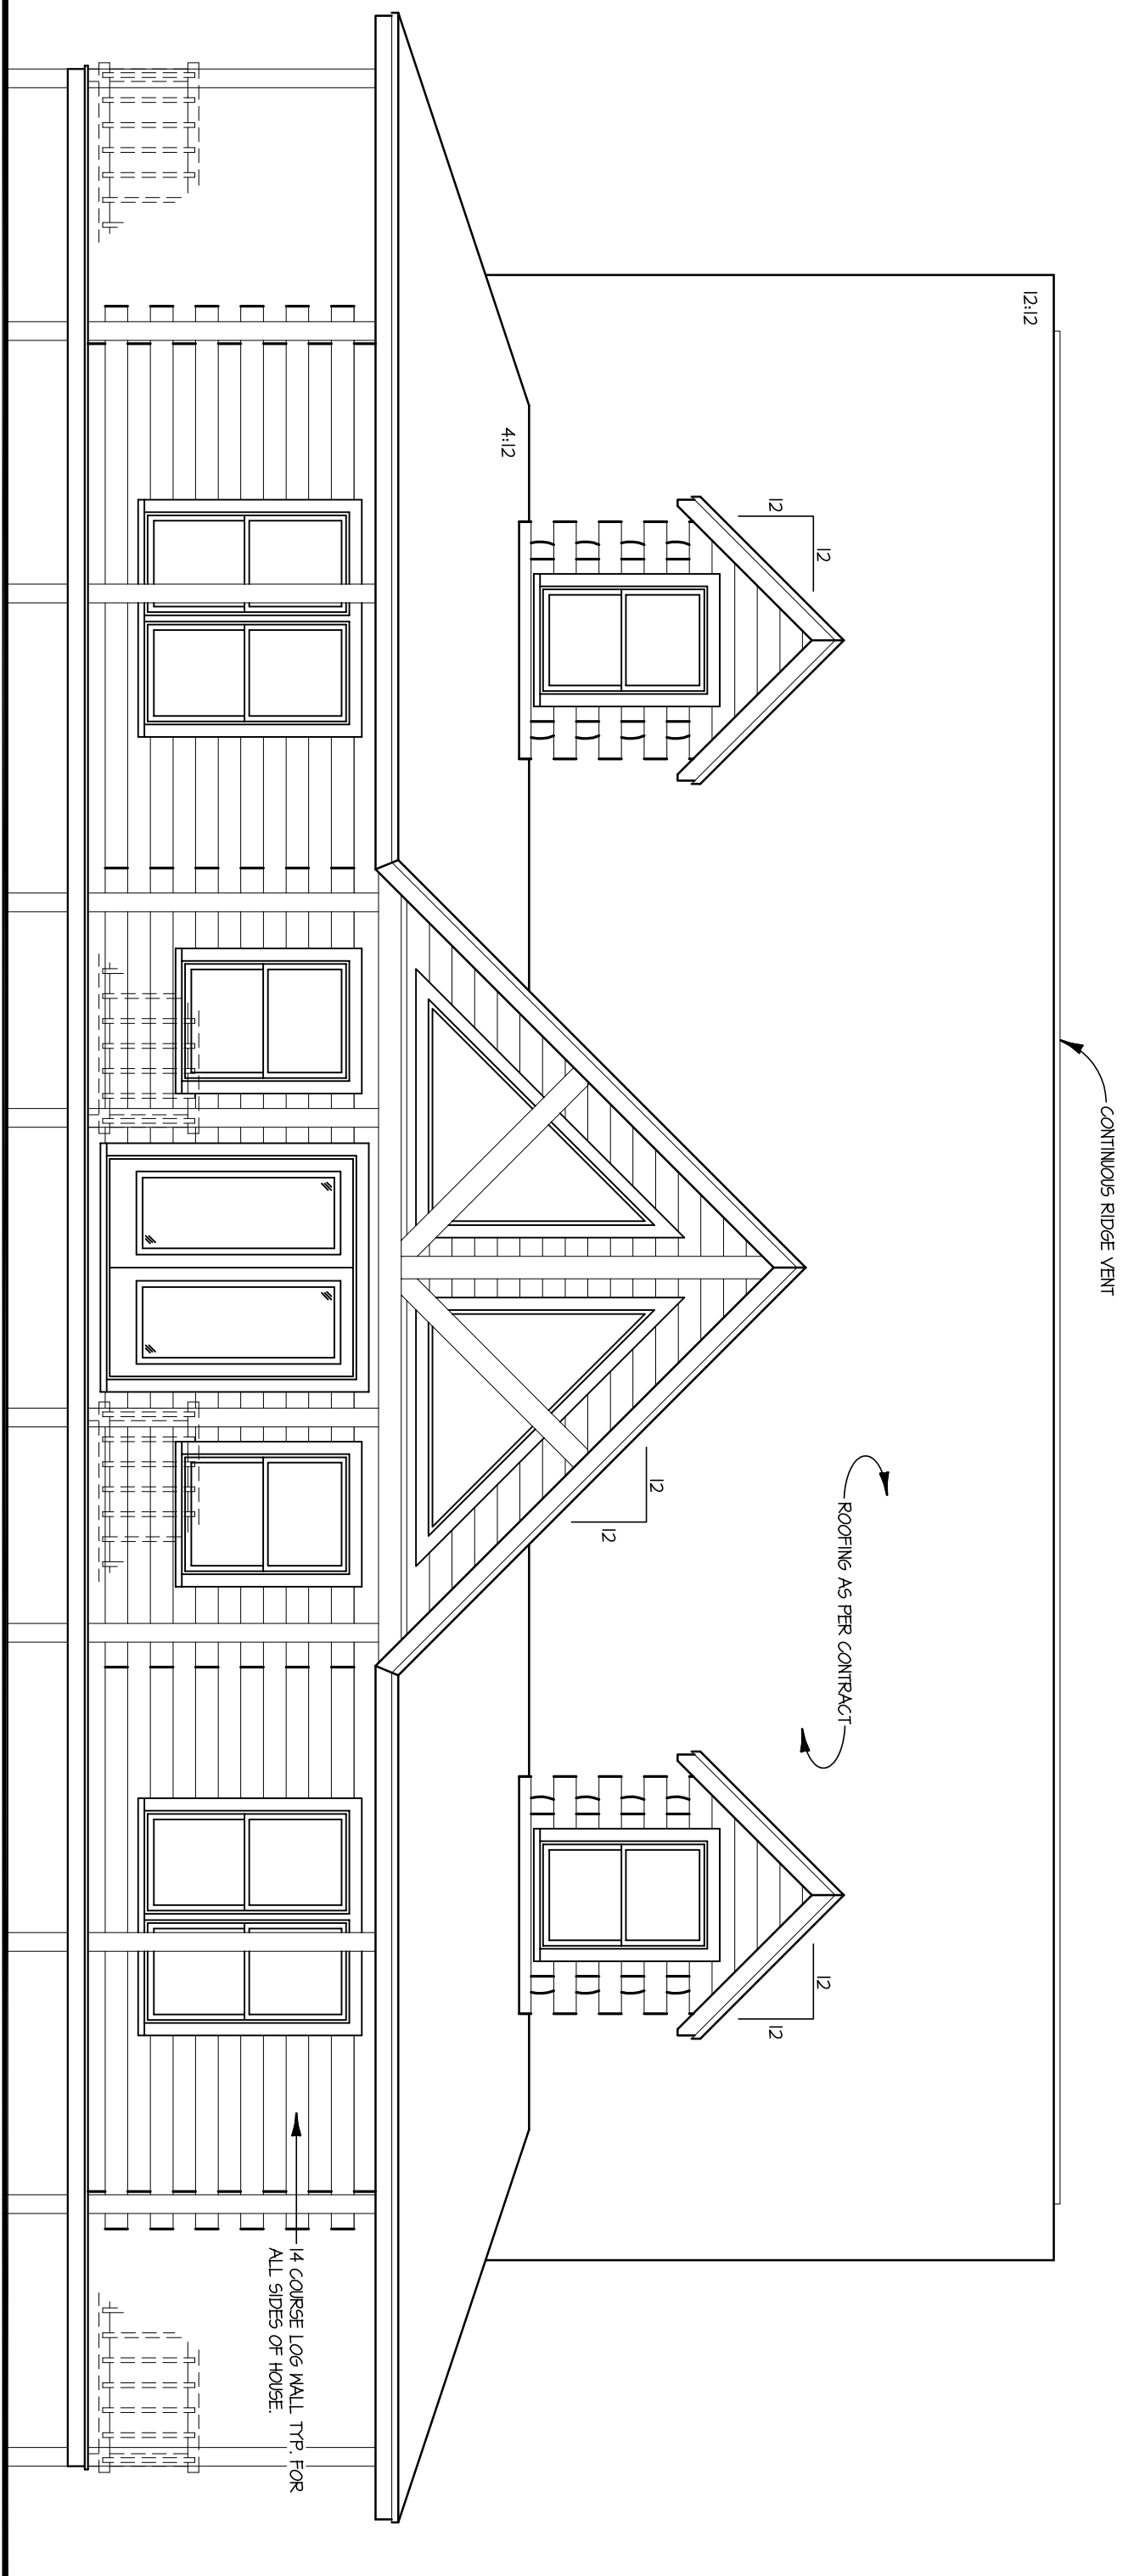 CONTINUOUS RIDGE VENT
12:12
ROOFING AS PER CONTRACT
12
12
12
12
12
12
4:12
14 COURSE LOG WALL TYP. FOR
ALL SIDES OF HOUSE.